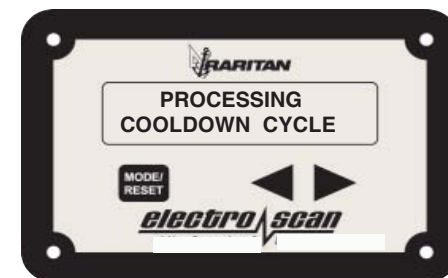 RARITAN
PROCESSING
COOLDOWN CYCLE
MODE/
RESET
electro scan